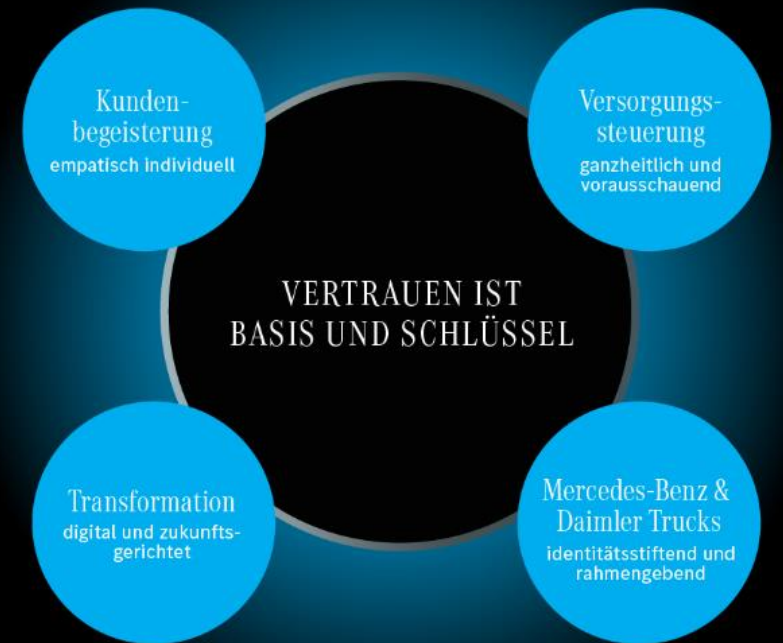 Kunden-
begeisterung
empatisch individuell
Versorgungs-
steuerung
ganzheitlich und
vorausschauend
VERTRAUEN IST
BASIS UND SCHLÜSSEL
Transformation
digital und zukunfts-
gerichtet
Mercedes-Benz &
Daimler Trucks
identitätsstiftend und
rahmengebend